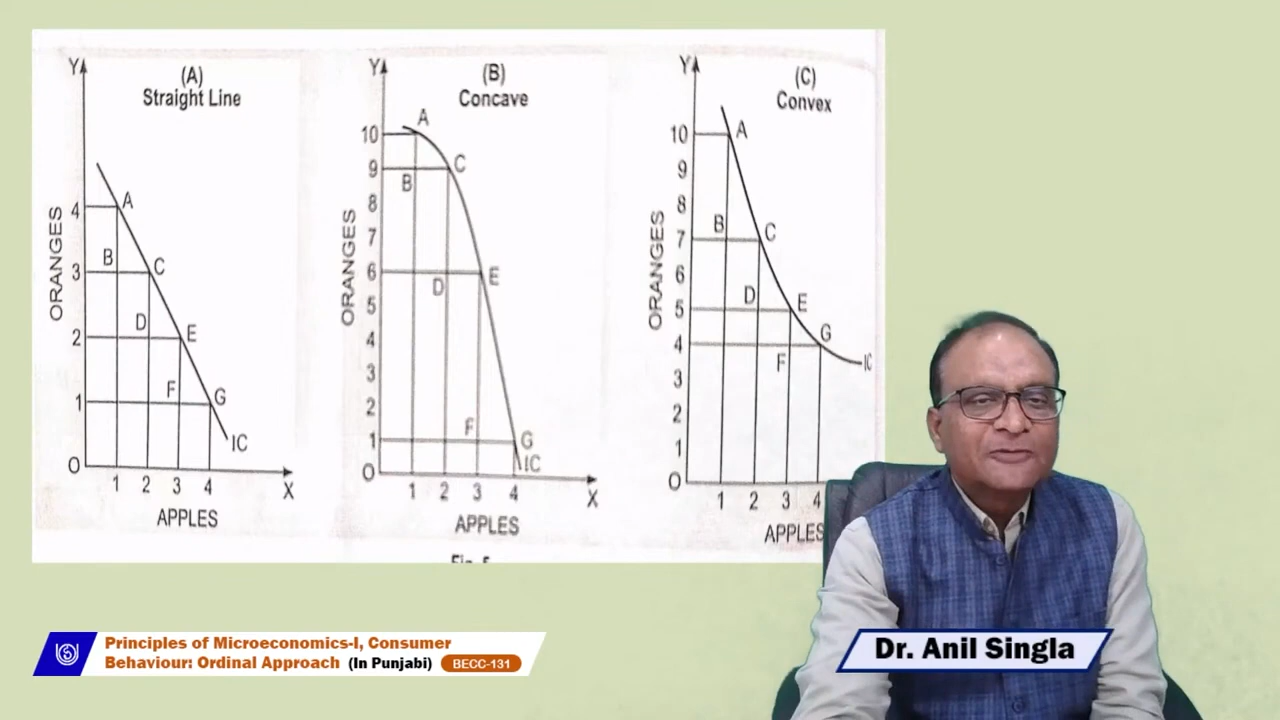 (A)
Straight Line
Y
ORANGES
4
3
2
1
O
A
B
C
D
E
F
G
IC
1 2 3 4
X
APPLES
(B)
Concave
Y
ORANGES
10
9
8
7
6
5
4
3
2
1
O
A
B
C
D
E
F
G
IC
1 2 3 4
X
APPLES
(C)
Convex
Y
ORANGES
10
9
8
7
6
5
4
3
2
1
O
A
B
C
D
E
F
G
IC
1 2 3 4
APPLES
Principles of Microeconomics-I, Consumer
Behaviour: Ordinal Approach (In Punjabi) BECC-131
Dr. Anil Singla